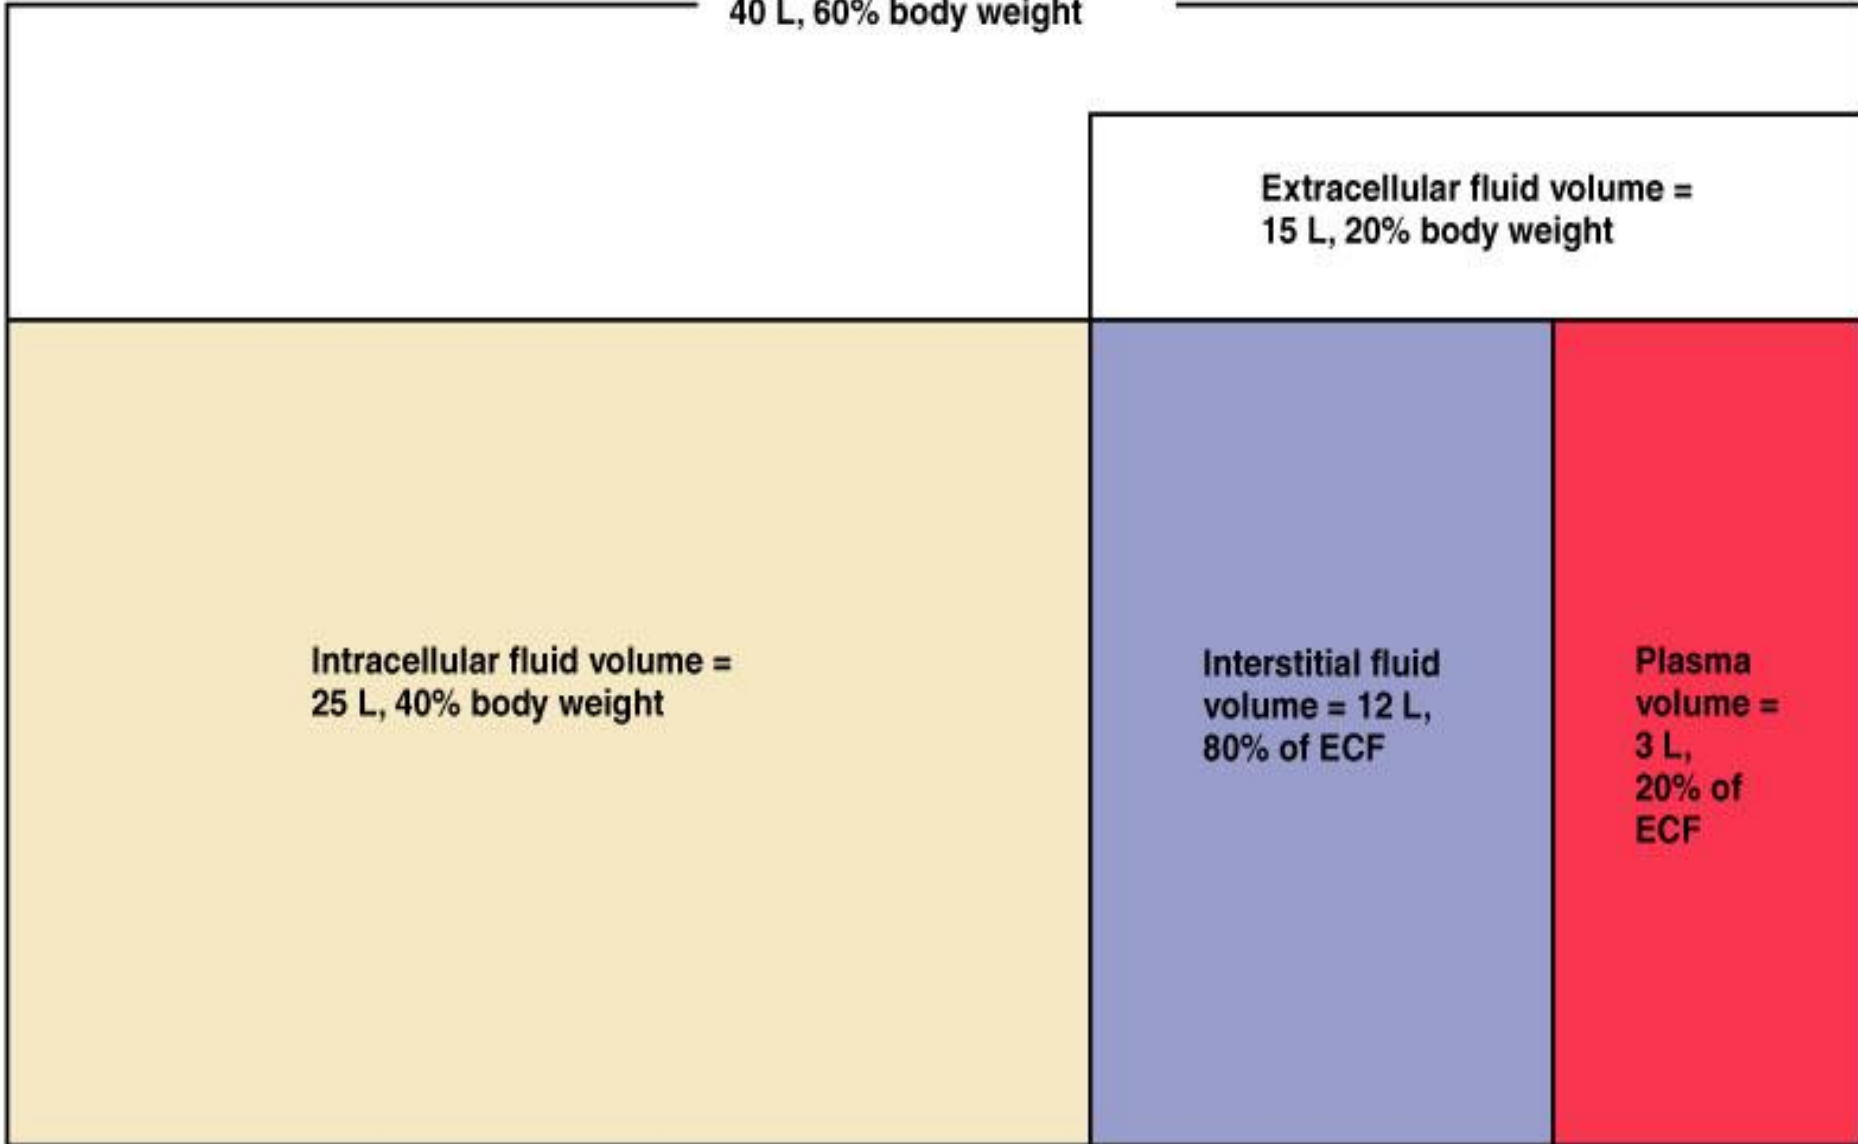 40 L, 60% body weight
Extracellular fluid volume =
15 L, 20% body weight
Intracellular fluid volume =
25 L, 40% body weight
Interstitial fluid
volume = 12 L,
80% of ECF
Plasma
volume =
3 L,
20% of
ECF